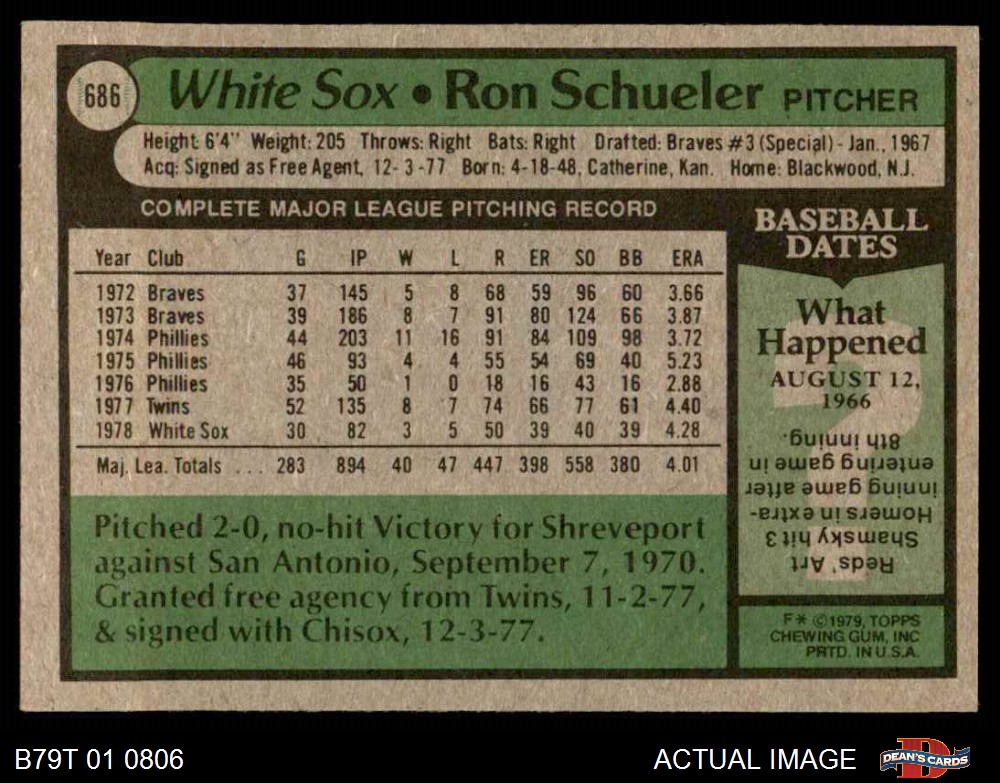 686 White Sox • Ron Schueler PITCHER
Height: 6'4" Weight: 205 Throws: Right Bats: Right Drafted: Braves #3 (Special) - Jan., 1967
Acq: Signed as Free Agent, 12-3-77 Born: 4-18-48, Catherine, Kan. Home: Blackwood, N.J.
COMPLETE MAJOR LEAGUE PITCHING RECORD
Year Club G IP W L R ER SO BB ERA
1972 Braves 37 145 5 8 68 59 96 60 3.66
1973 Braves 39 186 8 7 91 80 124 66 3.87
1974 Phillies 44 203 11 16 91 84 109 98 3.72
1975 Phillies 46 93 4 4 55 54 69 40 5.23
1976 Phillies 35 50 1 0 18 16 43 16 2.88
1977 Twins 52 135 8 7 74 66 77 61 4.40
1978 White Sox 30 82 3 5 50 39 40 39 4.28
Maj. Lea. Totals ... 283 894 40 47 447 398 558 380 4.01
Pitched 2-0, no-hit Victory for Shreveport
against San Antonio, September 7, 1970.
Granted free agency from Twins, 11-2-77,
& signed with Chisox, 12-3-77.
BASEBALL
DATES
What
Happened
AUGUST 12,
1966
Reds' Art
Shamsky hit 3
Homers in extra-
inning game after
entering game in
8th inning.
F* ©1979, TOPPS
CHEWING GUM, INC
PRTD. IN U.S.A.
B79T 01 0806
ACTUAL IMAGE
D
DEAN'S CARDS